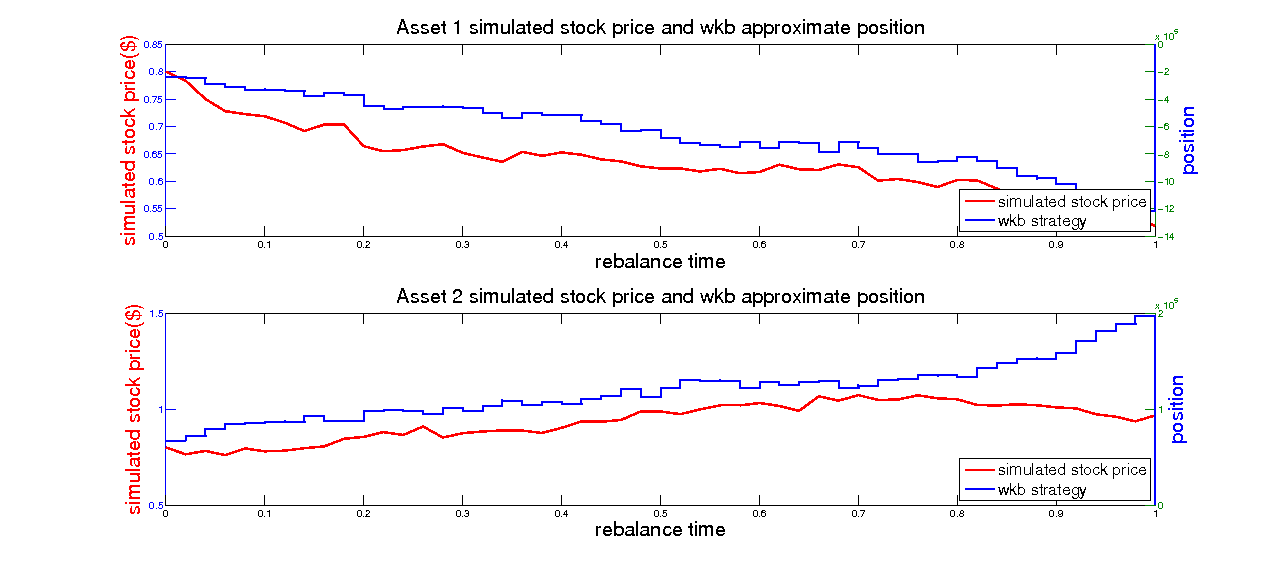 Asset 1 simulated stock price and wkb approximate position
x 10^5
simulated stock price($)
0.85
0.8
0.75
0.7
0.65
0.6
0.55
0.5
0
−2
−4
−6
−8
−10
−12
−14
position
simulated stock price
wkb strategy
0 0.1 0.2 0.3 0.4 0.5 0.6 0.7 0.8 0.9 1
rebalance time
Asset 2 simulated stock price and wkb approximate position
simulated stock price($)
1.5
1
0.5
x 10^6
2
1
0
position
simulated stock price
wkb strategy
0 0.1 0.2 0.3 0.4 0.5 0.6 0.7 0.8 0.9 1
rebalance time